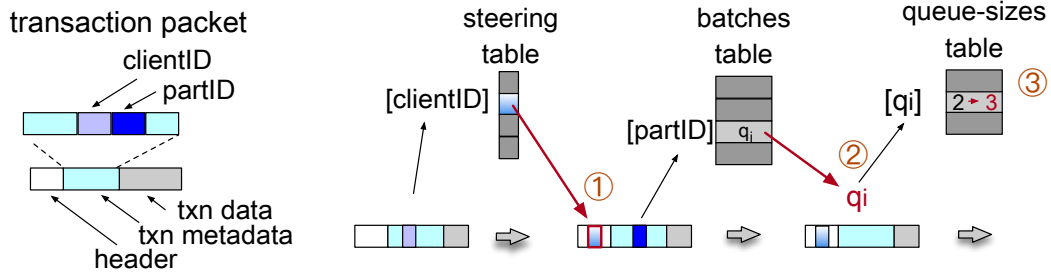 transaction packet
clientID
partID
txn data
txn metadata
header
steering
table
[clientID]
①
batches
table
[partID]
qi
②
qi
queue-sizes
table
[qi]
2 → 3
③